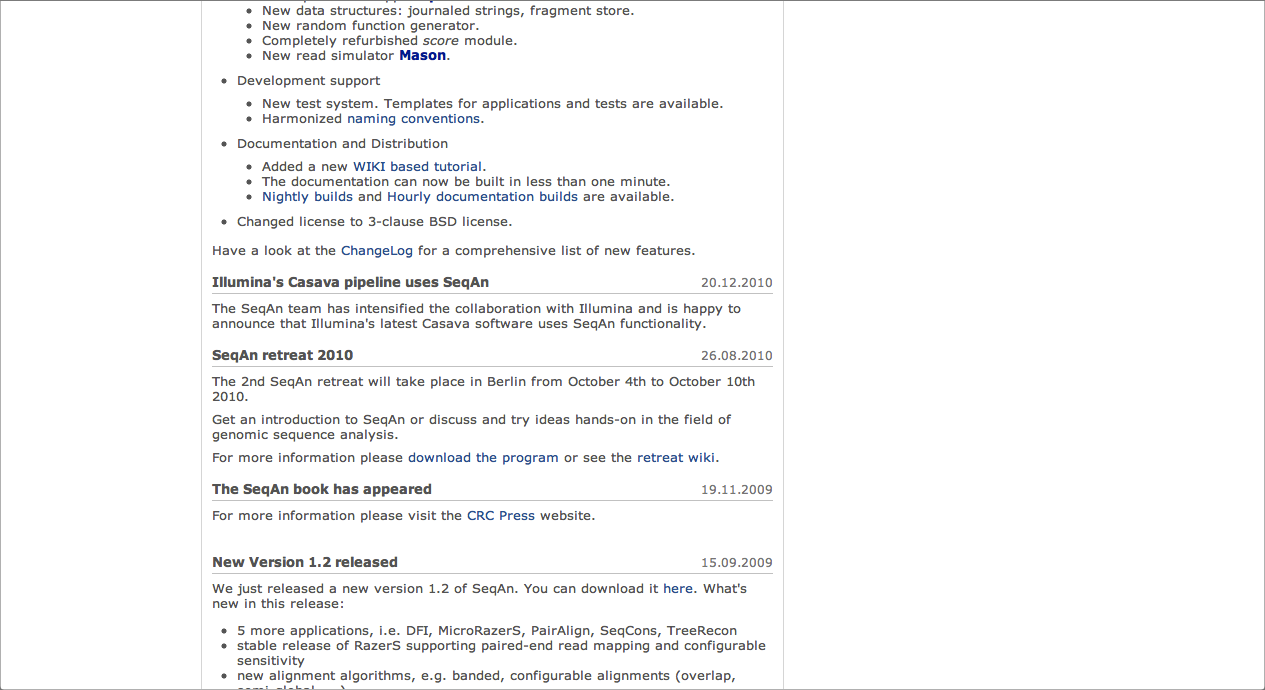 New data structures: journaled strings, fragment store.
New random function generator.
Completely refurbished score module.
New read simulator Mason.
Development support
New test system. Templates for applications and tests are available.
Harmonized naming conventions.
Documentation and Distribution
Added a new WIKI based tutorial.
The documentation can now be built in less than one minute.
Nightly builds and Hourly documentation builds are available.
Changed license to 3-clause BSD license.
Have a look at the ChangeLog for a comprehensive list of new features.
Illumina's Casava pipeline uses SeqAn 20.12.2010
The SeqAn team has intensified the collaboration with Illumina and is happy to
announce that Illumina's latest Casava software uses SeqAn functionality.
SeqAn retreat 2010 26.08.2010
The 2nd SeqAn retreat will take place in Berlin from October 4th to October 10th
2010.
Get an introduction to SeqAn or discuss and try ideas hands-on in the field of
genomic sequence analysis.
For more information please download the program or see the retreat wiki.
The SeqAn book has appeared 19.11.2009
For more information please visit the CRC Press website.
New Version 1.2 released 15.09.2009
We just released a new version 1.2 of SeqAn. You can download it here. What's
new in this release:
5 more applications, i.e. DFI, MicroRazerS, PairAlign, SeqCons, TreeRecon
stable release of RazerS supporting paired-end read mapping and configurable
sensitivity
new alignment algorithms, e.g. banded, configurable alignments (overlap,